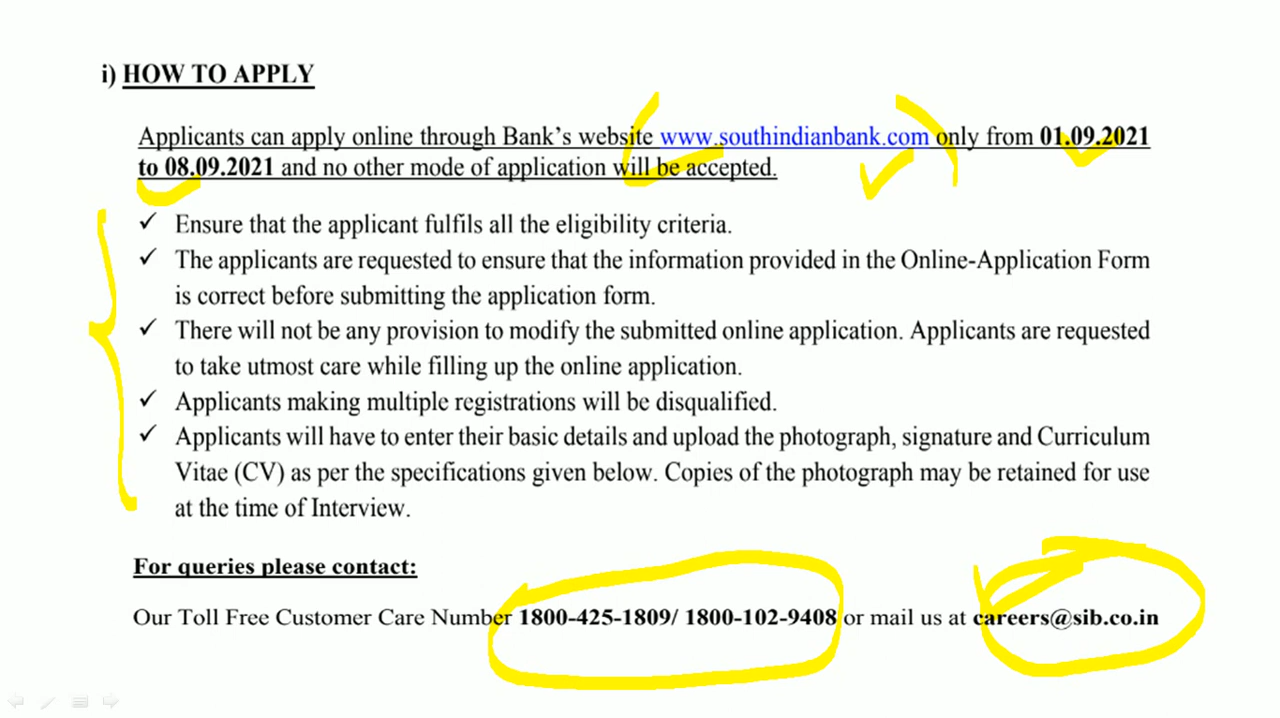 i) HOW TO APPLY
Applicants can apply online through Bank's website www.southindianbank.com only from 01.09.2021
to 08.09.2021 and no other mode of application will be accepted.
✓ Ensure that the applicant fulfils all the eligibility criteria.
✓ The applicants are requested to ensure that the information provided in the Online-Application Form
is correct before submitting the application form.
✓ There will not be any provision to modify the submitted online application. Applicants are requested
to take utmost care while filling up the online application.
✓ Applicants making multiple registrations will be disqualified.
✓ Applicants will have to enter their basic details and upload the photograph, signature and Curriculum
Vitae (CV) as per the specifications given below. Copies of the photograph may be retained for use
at the time of Interview.
For queries please contact:
Our Toll Free Customer Care Number 1800-425-1809/ 1800-102-9408 or mail us at careers@sib.co.in